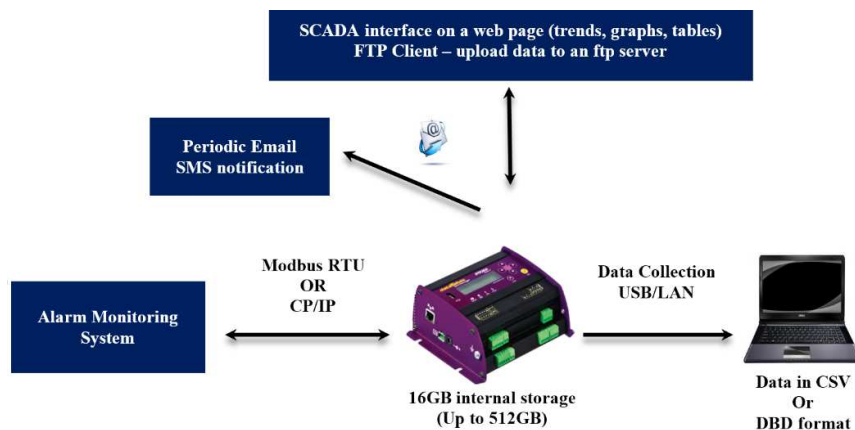 SCADA interface on a web page (trends, graphs, tables)
FTP Client – upload data to an ftp server
Periodic Email
SMS notification
Modbus RTU
OR
CP/IP
Data Collection
USB/LAN
Alarm Monitoring
System
16GB internal storage
(Up to 512GB)
Data in CSV
Or
DBD format